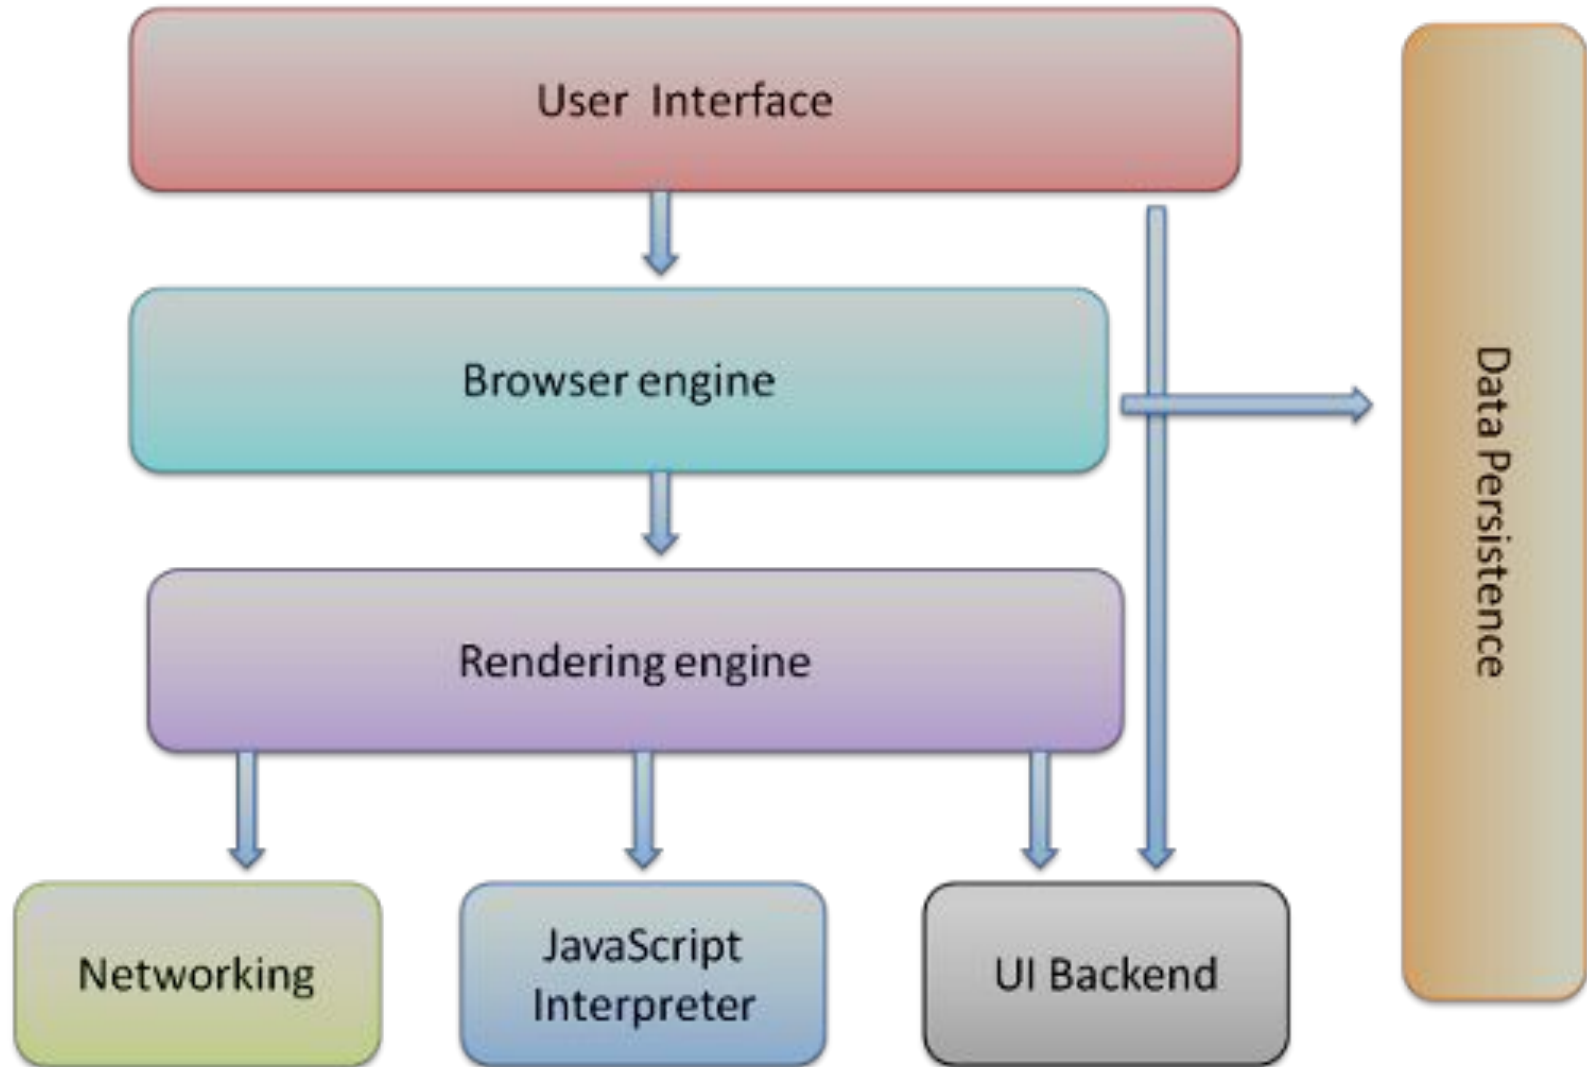 User Interface
Browser engine
Data Persistence
Rendering engine
Networking
JavaScript
Interpreter
UI Backend